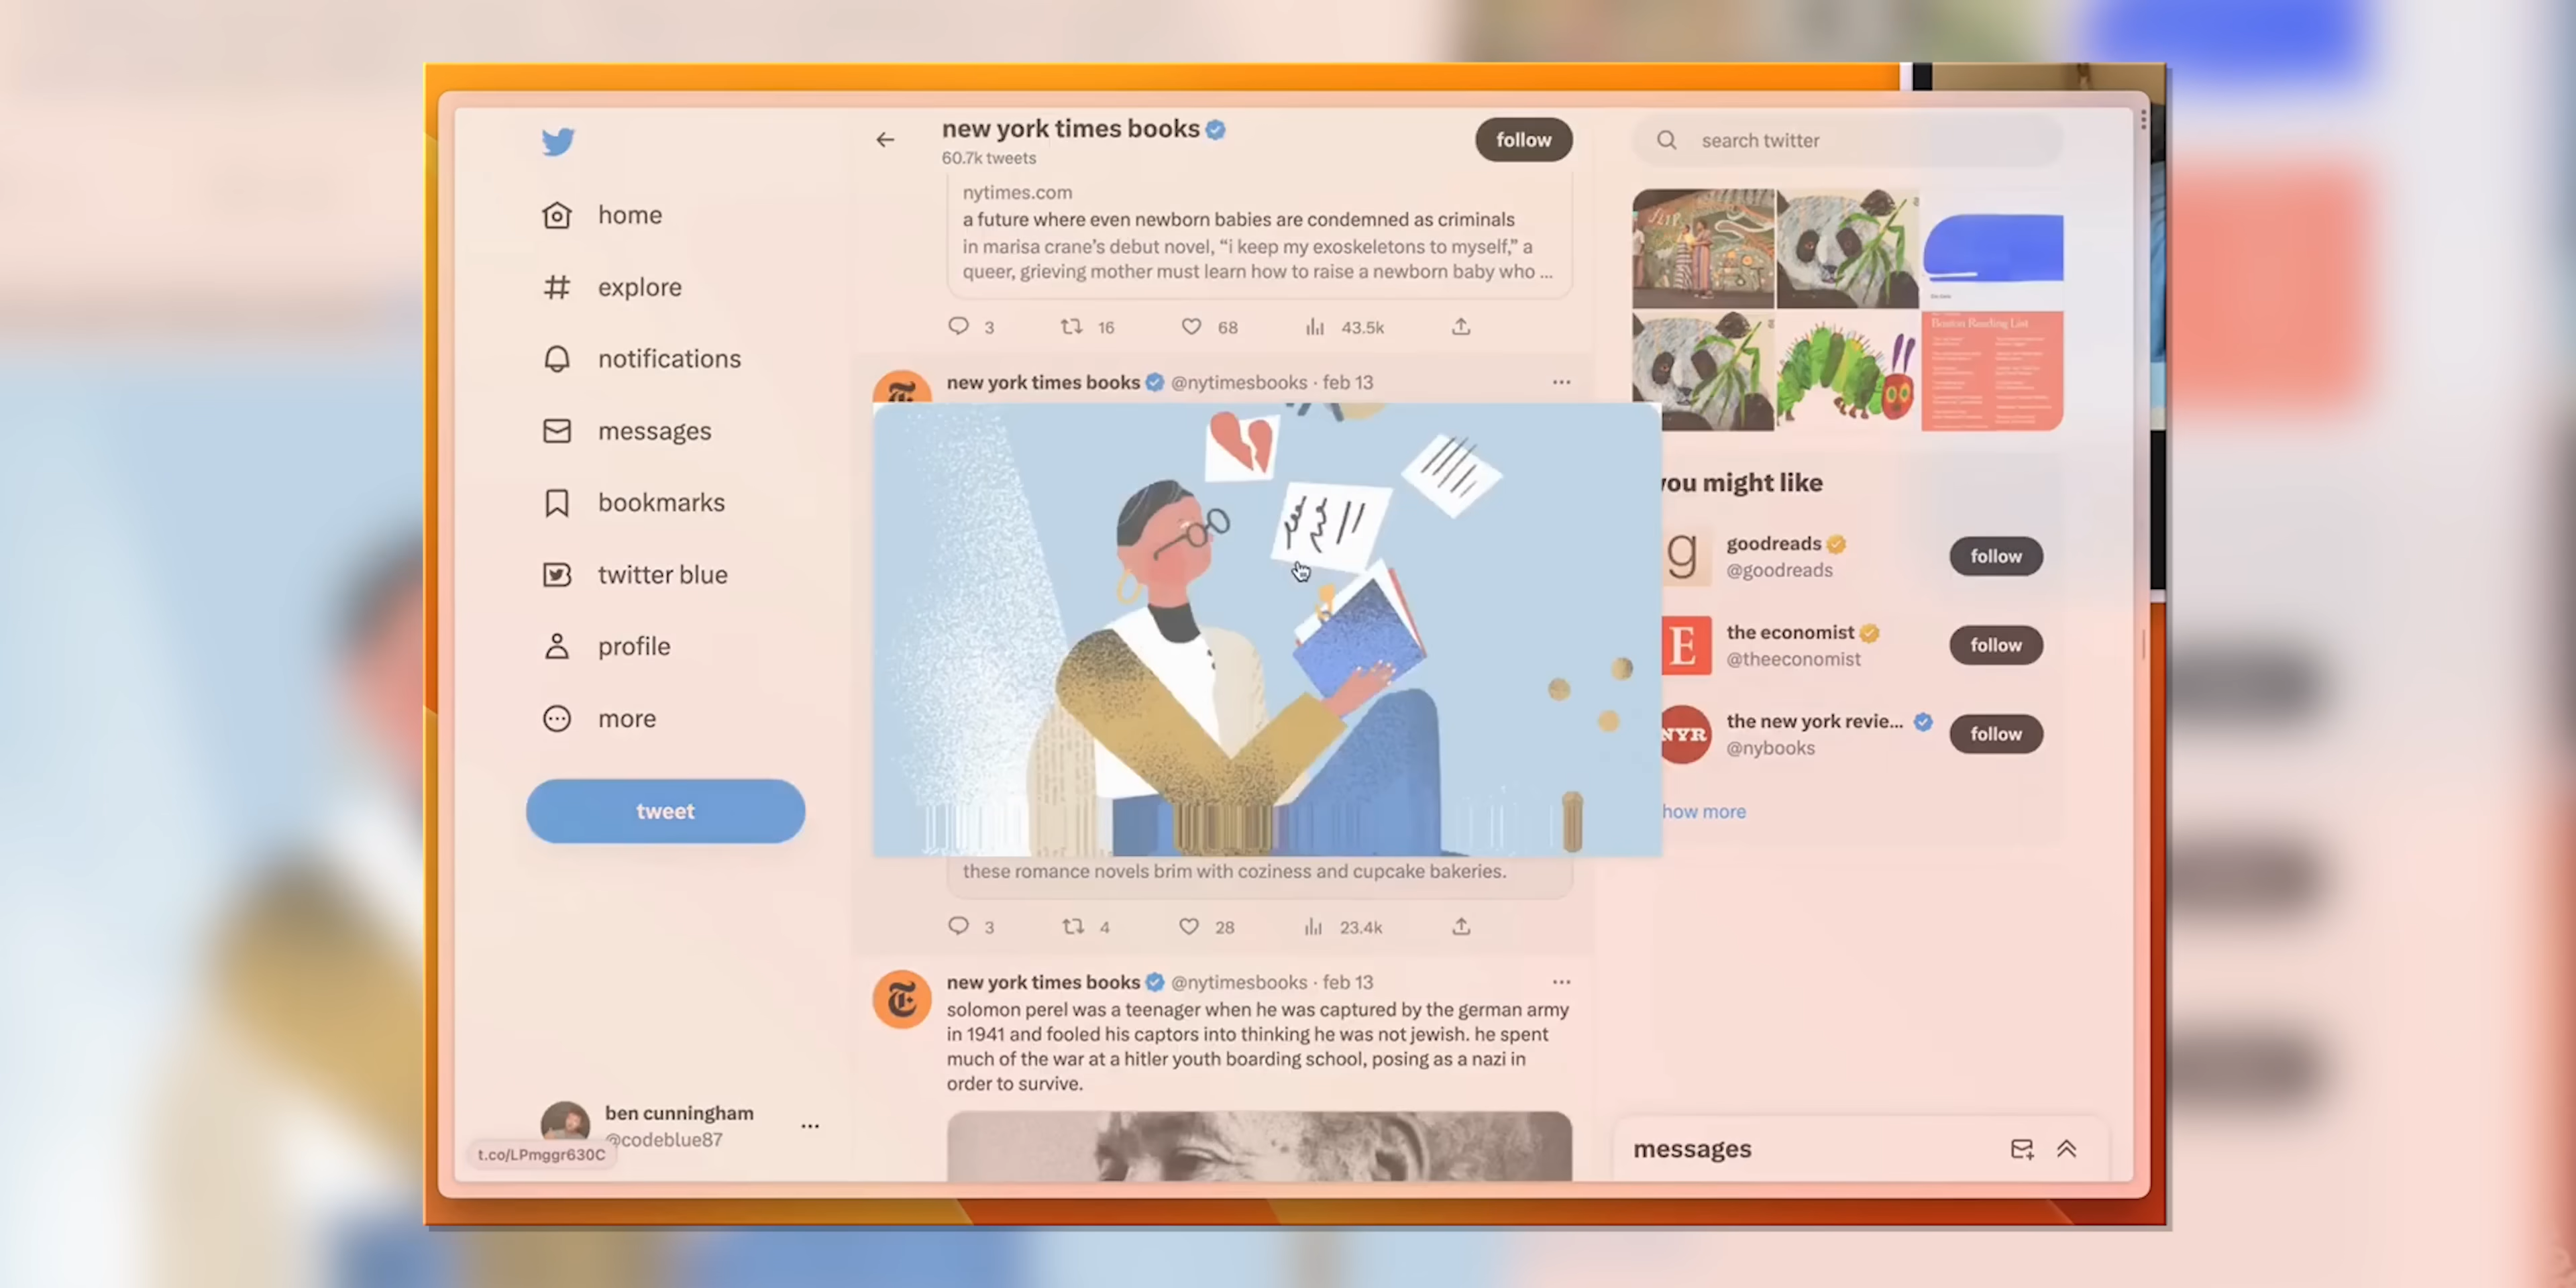 new york times books
60.7k tweets
follow
search twitter
home
explore
notifications
messages
bookmarks
twitter blue
profile
more
tweet
ben cunningham
@codeblue87
t.co/LPmggr630C
nytimes.com
a future where even newborn babies are condemned as criminals
in marisa crane’s debut novel, “i keep my exoskeletons to myself,” a
queer, grieving mother must learn how to raise a newborn baby who ...
3 16 68 43.5k
new york times books @nytimesbooks · feb 13
these romance novels brim with coziness and cupcake bakeries.
3 4 28 23.4k
new york times books @nytimesbooks · feb 13
solomon perel was a teenager when he was captured by the german army
in 1941 and fooled his captors into thinking he was not jewish. he spent
much of the war at a hitler youth boarding school, posing as a nazi in
order to survive.
Boston Reading List
you might like
g
goodreads
@goodreads
follow
E
the economist
@theeconomist
follow
NYR
the new york revie...
@nybooks
follow
how more
messages